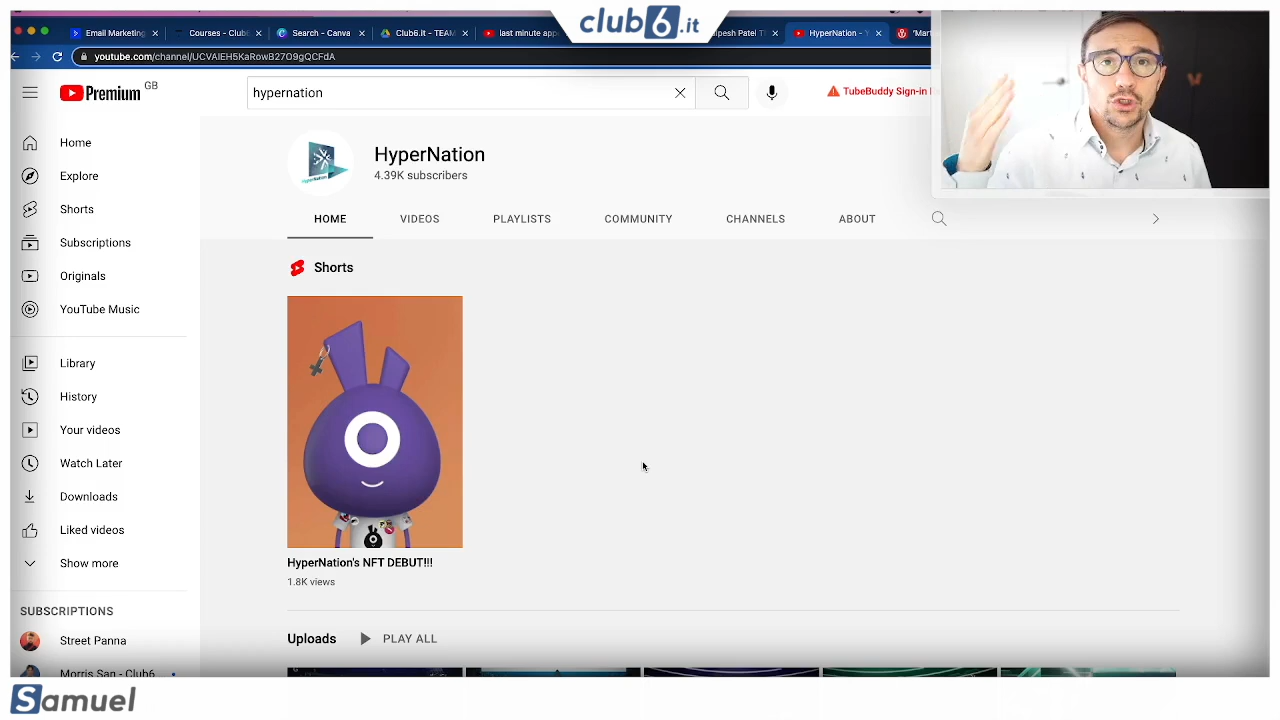 club6.it
Email Marketing
Courses - Club6
Search - Canva
Club6.It - TEAM
last minute appe
HyperNation - Y
youtube.com/channel/UCVAIEH5KaRowB27O9gQCFdA
Premium GB
hypernation
TubeBuddy Sign-in
HyperNation
4.39K subscribers
HOME VIDEOS PLAYLISTS COMMUNITY CHANNELS ABOUT
Home
Explore
Shorts
Subscriptions
Originals
YouTube Music
Library
History
Your videos
Watch Later
Downloads
Liked videos
Show more
SUBSCRIPTIONS
Street Panna
Morris San - Club6
Shorts
HyperNation's NFT DEBUT!!!
1.8K views
Uploads PLAY ALL
Samuel